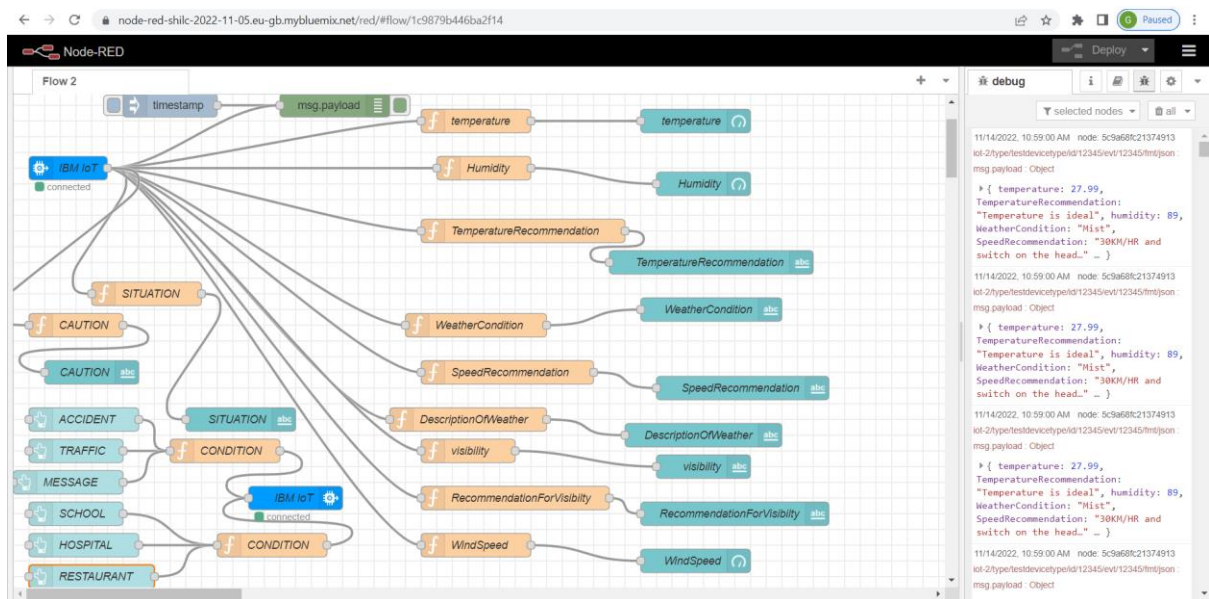 node-red-shilc-2022-11-05.eu-gb.mybluemix.net/red/#flow/1c9879b446ba2f14
G Paused
Node-RED
Deploy
Flow 2
timestamp
msg.payload
temperature
temperature
IBM IoT
connected
Humidity
Humidity
TemperatureRecommendation
TemperatureRecommendation abc
SITUATION
WeatherCondition abc
CAUTION
WeatherCondition
CAUTION abc
SpeedRecommendation
SpeedRecommendation abc
ACCIDENT
SITUATION abc
DescriptionOfWeather
DescriptionOfWeather abc
TRAFFIC
CONDITION
visibility
visibility abc
MESSAGE
IBM IoT
connected
RecommendationForVisibilty
RecommendationForVisibilty abc
SCHOOL
HOSPITAL
CONDITION
WindSpeed
WindSpeed
RESTAURANT
debug
i
selected nodes
all
11/14/2022, 10:59:00 AM node: 5c9a68fc21374913
iot-2/type/testdevicetype/id/12345/evt/12345/fmt/json :
msg.payload : Object
{ temperature: 27.99,
TemperatureRecommendation:
"Temperature is ideal", humidity: 89,
WeatherCondition: "Mist",
SpeedRecommendation: "30KM/HR and
switch on the head…" … }
11/14/2022, 10:59:00 AM node: 5c9a68fc21374913
iot-2/type/testdevicetype/id/12345/evt/12345/fmt/json :
msg.payload : Object
{ temperature: 27.99,
TemperatureRecommendation:
"Temperature is ideal", humidity: 89,
WeatherCondition: "Mist",
SpeedRecommendation: "30KM/HR and
switch on the head…" … }
11/14/2022, 10:59:00 AM node: 5c9a68fc21374913
iot-2/type/testdevicetype/id/12345/evt/12345/fmt/json :
msg.payload : Object
{ temperature: 27.99,
TemperatureRecommendation:
"Temperature is ideal", humidity: 89,
WeatherCondition: "Mist",
SpeedRecommendation: "30KM/HR and
switch on the head…" … }
11/14/2022, 10:59:00 AM node: 5c9a68fc21374913
iot-2/type/testdevicetype/id/12345/evt/12345/fmt/json :
msg.payload : Object